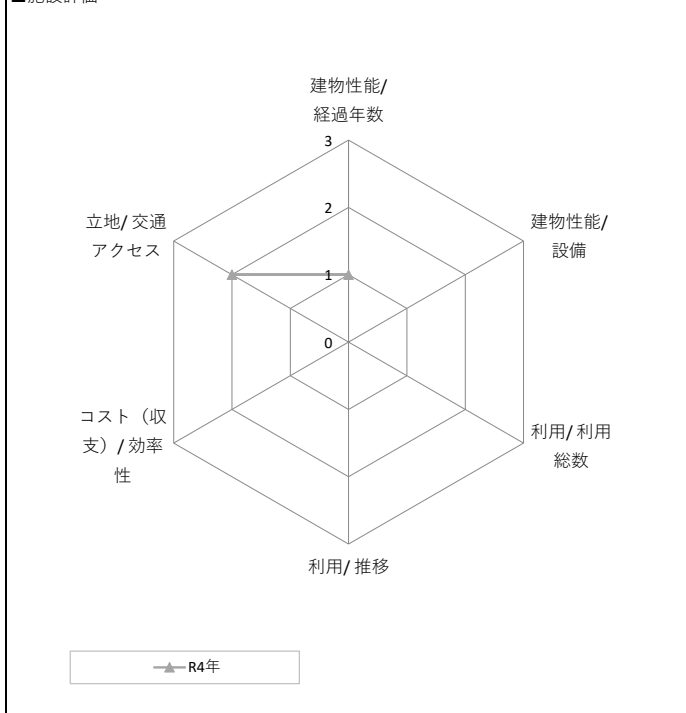 ■施設評価
建物性能/
経過年数
3
立地/ 交通
アクセス
2
建物性能/
設備
1
0
コスト（収
支）/ 効率
性
利用/ 利用
総数
利用/ 推移
R4年